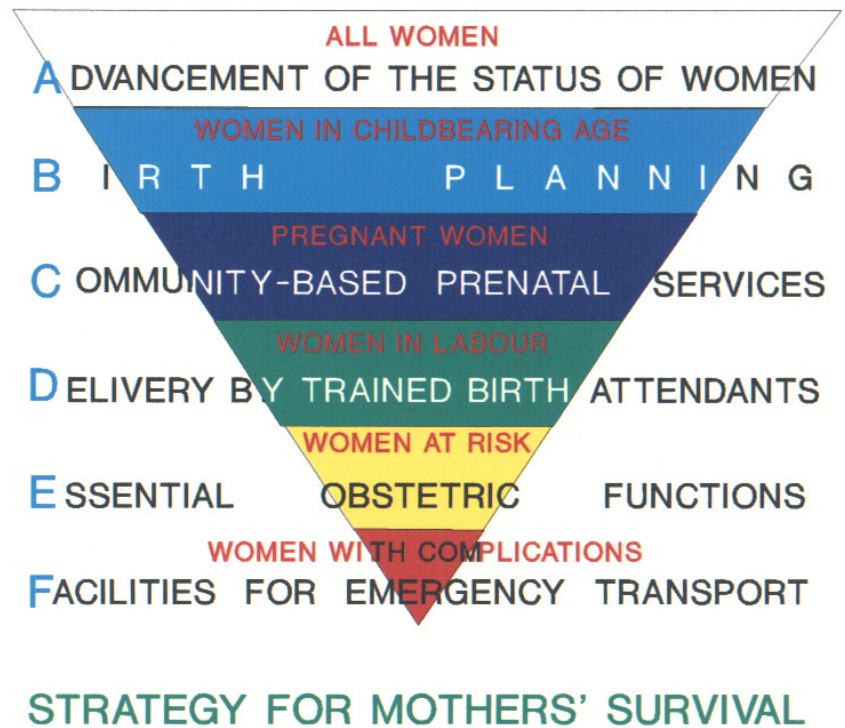 ALL WOMEN
ADVANCEMENT OF THE STATUS OF WOMEN
WOMEN IN CHILDBEARING AGE
BIRTH PLANNING
PREGNANT WOMEN
COMMUNITY-BASED PRENATAL SERVICES
WOMEN IN LABOUR
DELIVERY BY TRAINED BIRTH ATTENDANTS
WOMEN AT RISK
ESSENTIAL OBSTETRIC FUNCTIONS
WOMEN WITH COMPLICATIONS
FACILITIES FOR EMERGENCY TRANSPORT
STRATEGY FOR MOTHERS' SURVIVAL